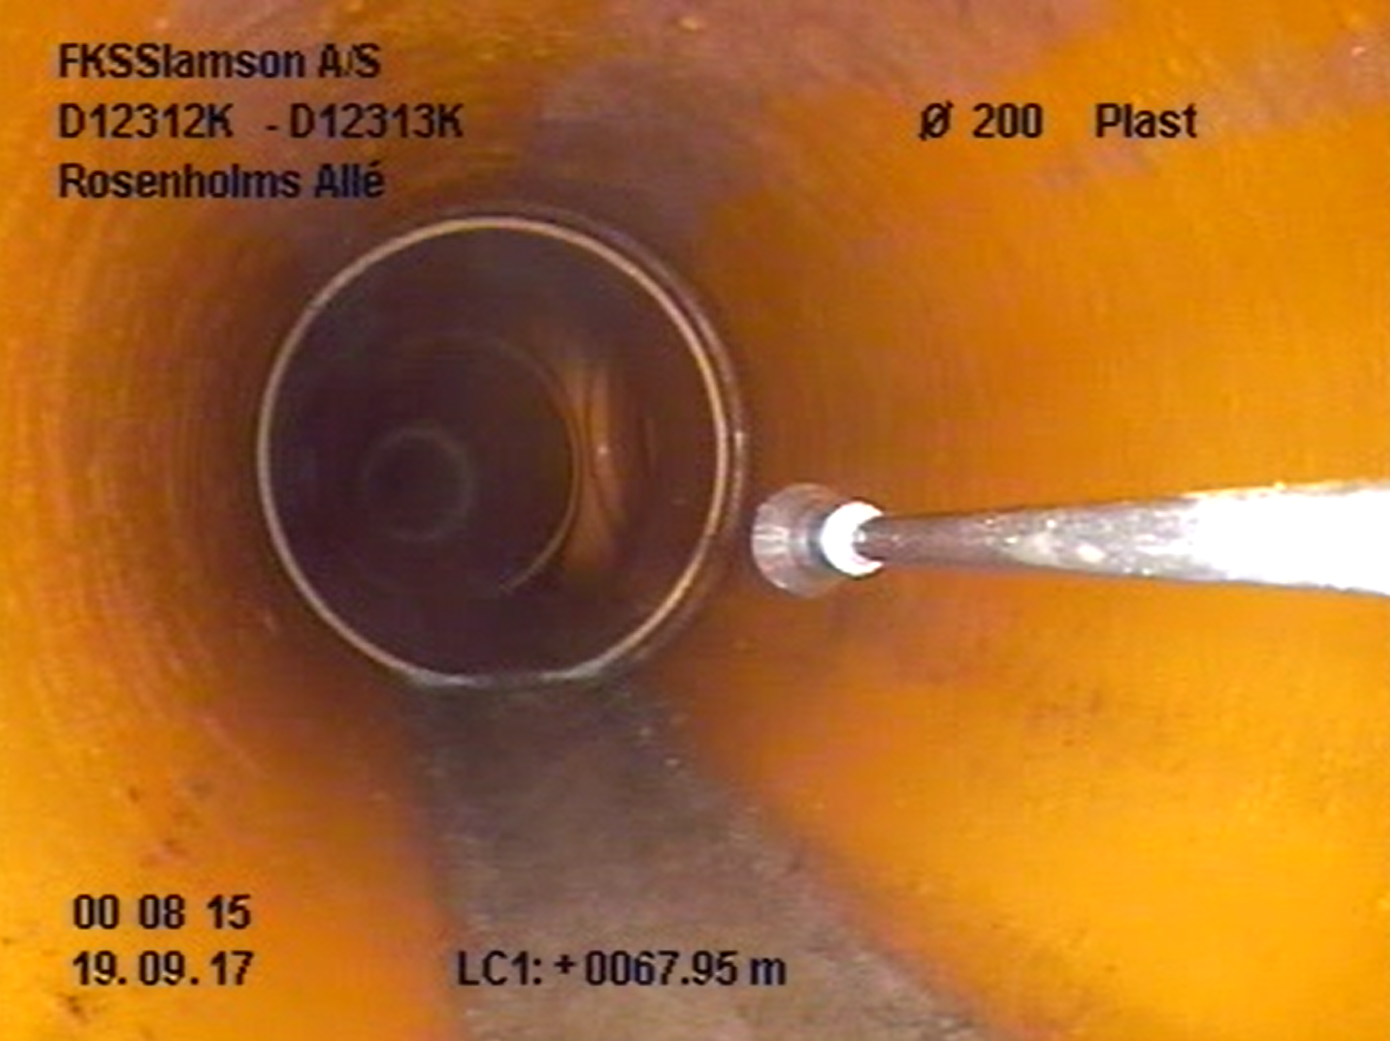 FKSSlamson A/S
D12312K - D12313K
Ø 200 Plast
Rosenholms Allé
00 08 15
19.09.17
LC1: +0067.95 m